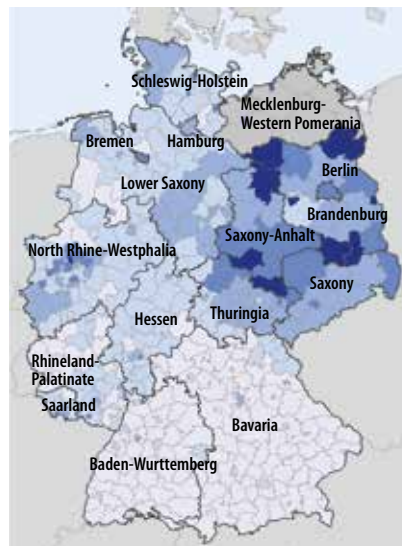 Schleswig-Holstein
Mecklenburg-
Western Pomerania
Bremen
Hamburg
Berlin
Lower Saxony
Brandenburg
Saxony-Anhalt
North Rhine-Westphalia
Saxony
Hessen
Thuringia
Rhineland-
Palatinate
Saarland
Bavaria
Baden-Wurttemberg